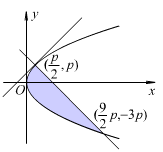 y
(p/2, p)
O
x
(9/2 p, -3p)